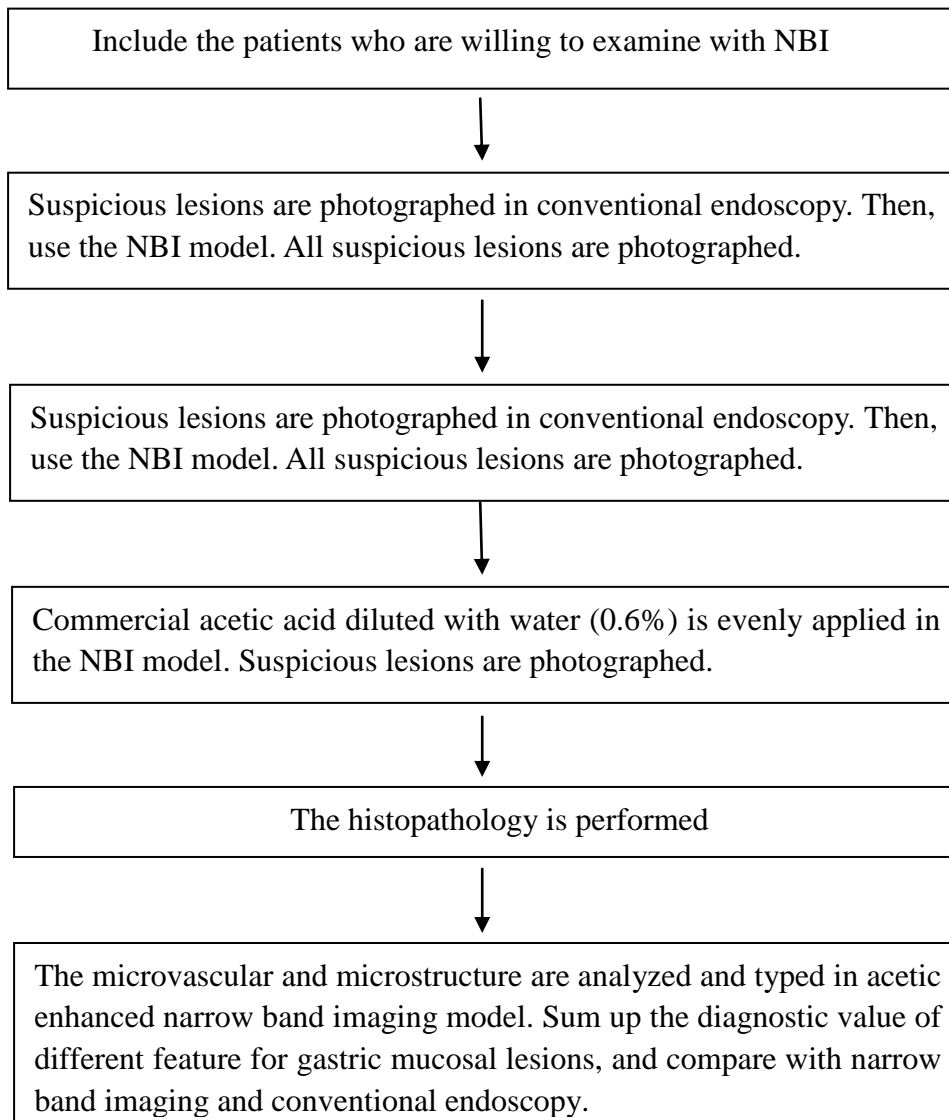 Include the patients who are willing to examine with NBI
Suspicious lesions are photographed in conventional endoscopy. Then,
use the NBI model. All suspicious lesions are photographed.
Suspicious lesions are photographed in conventional endoscopy. Then,
use the NBI model. All suspicious lesions are photographed.
Commercial acetic acid diluted with water (0.6%) is evenly applied in
the NBI model. Suspicious lesions are photographed.
The histopathology is performed
The microvascular and microstructure are analyzed and typed in acetic
enhanced narrow band imaging model. Sum up the diagnostic value of
different feature for gastric mucosal lesions, and compare with narrow
band imaging and conventional endoscopy.